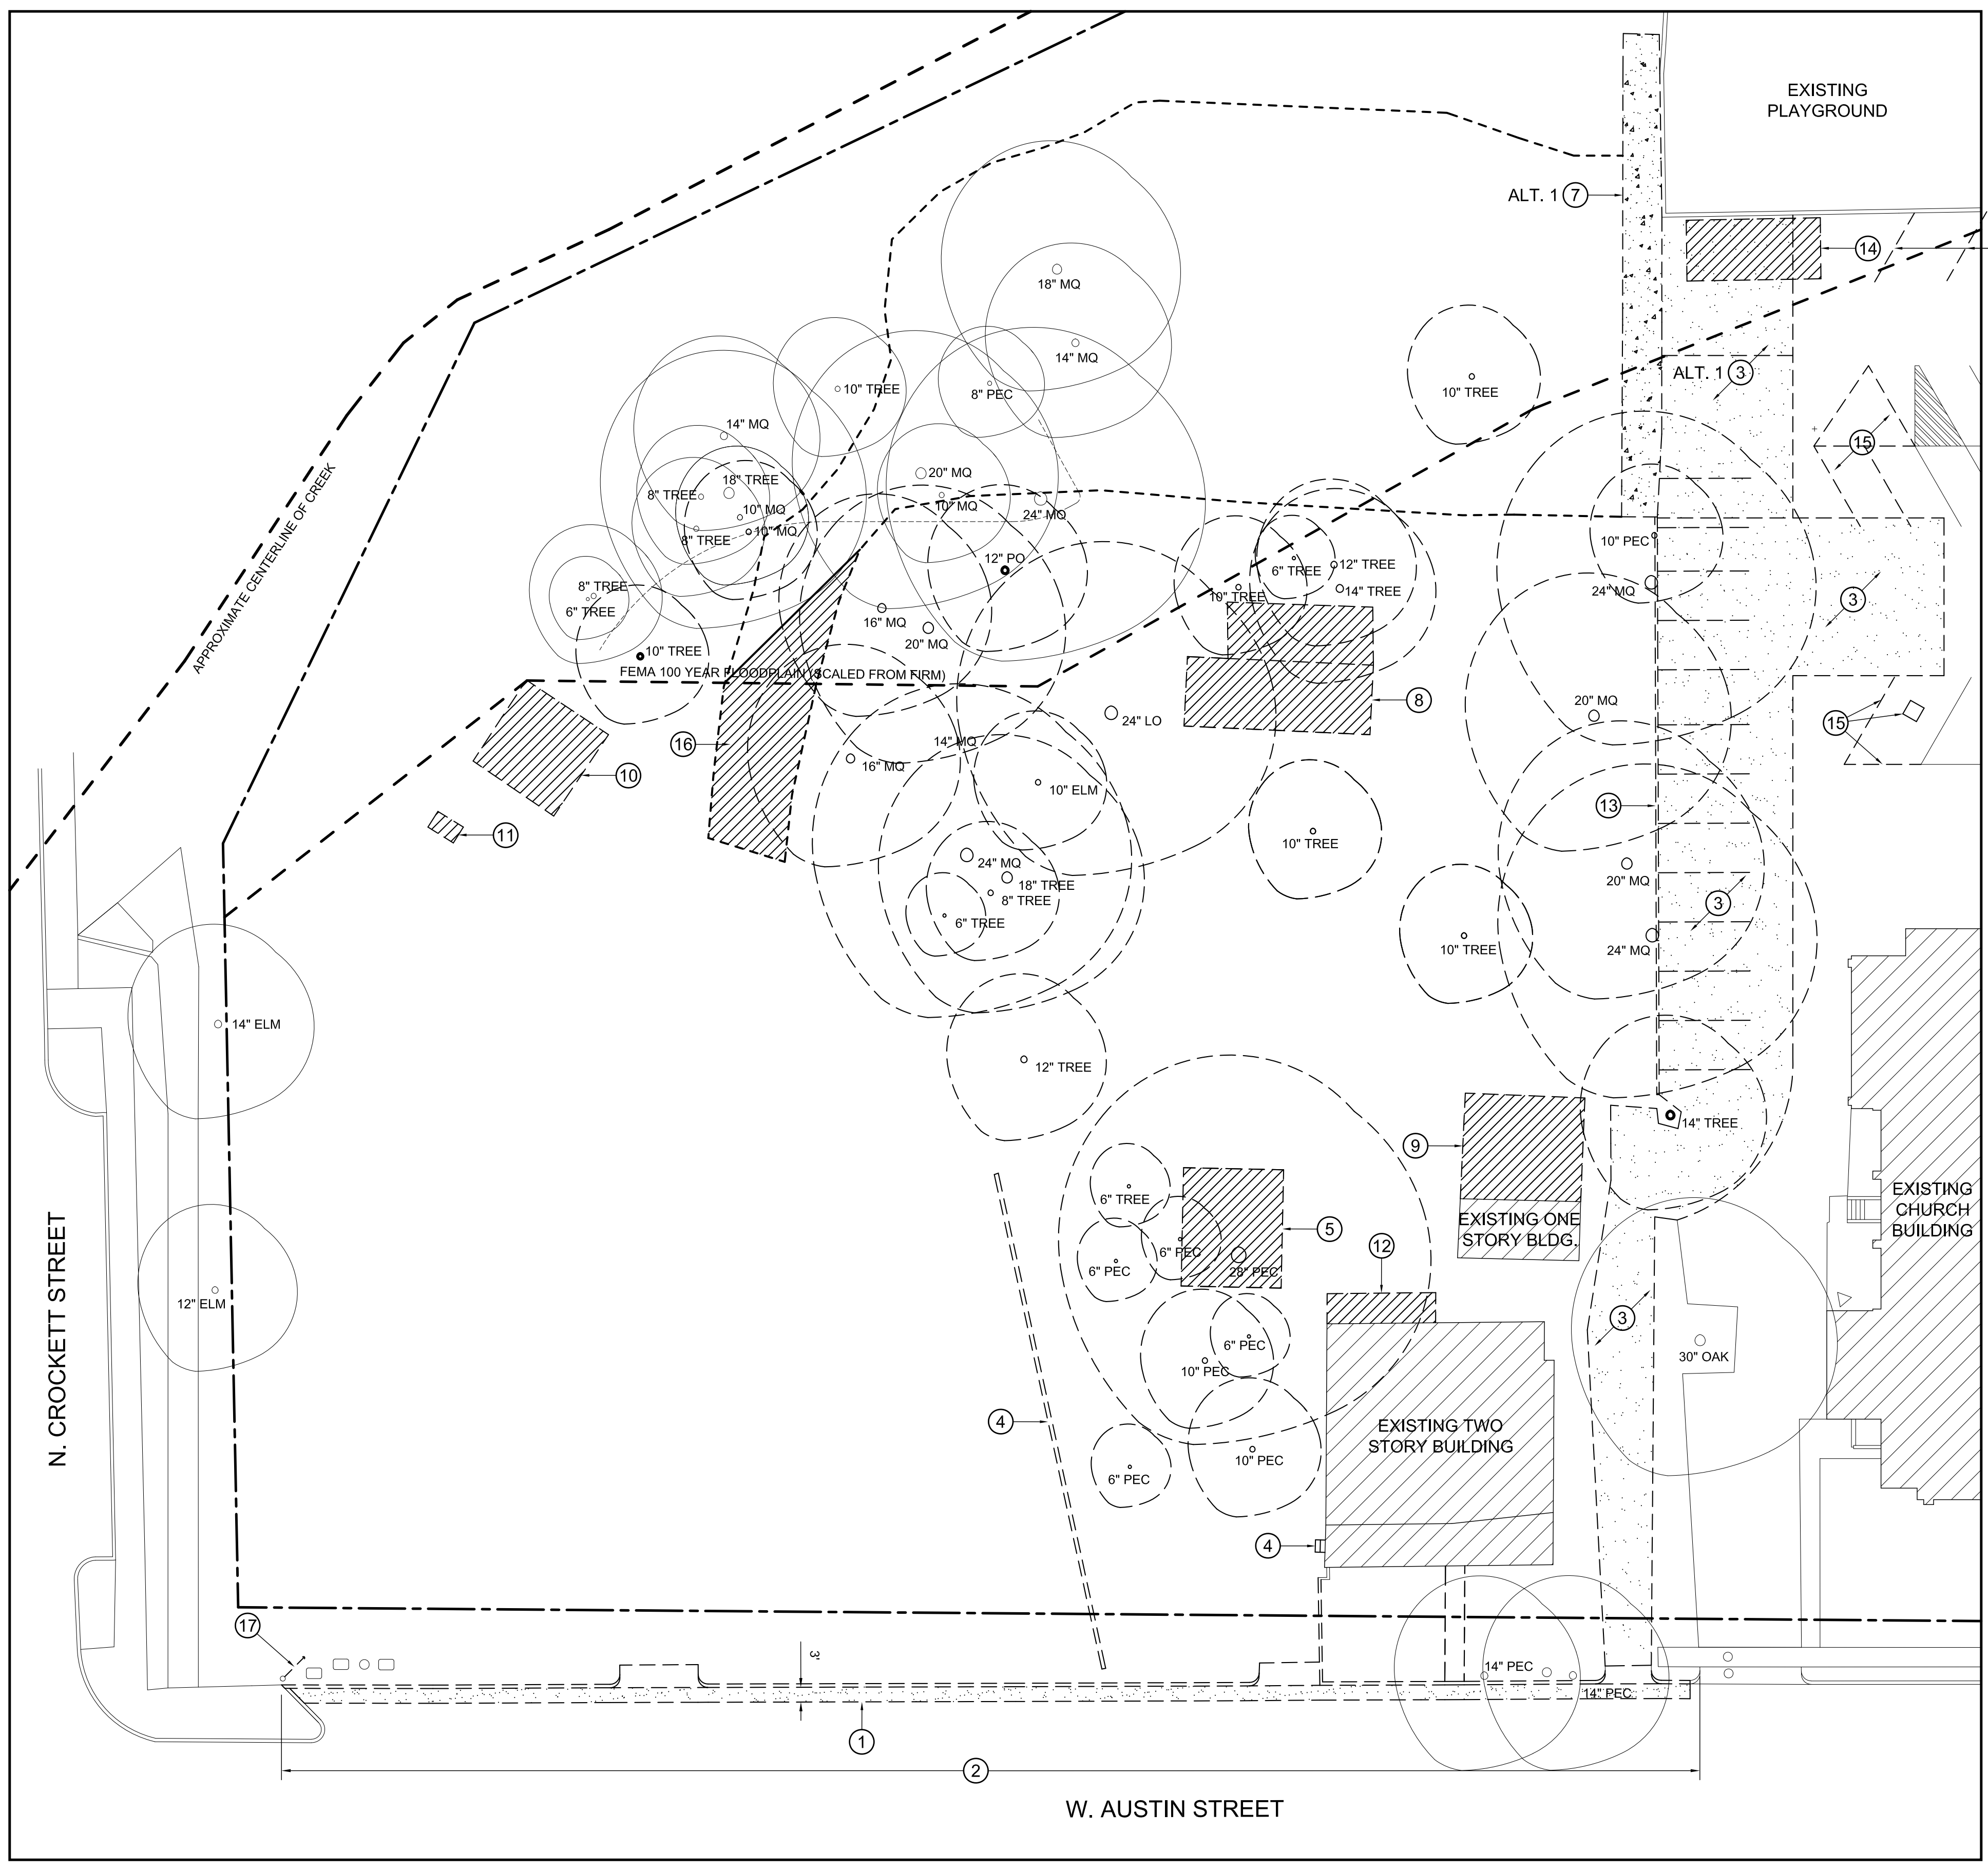 EXISTING
PLAYGROUND
ALT. 1 7
14
18" MQ
14" MQ
ALT. 1 3
10" TREE
8" PEC
10" TREE
14" MQ
15
20" MQ
18" TREE
8" TREE
10" MQ
24" MQ
10" MQ
10" MQ
8" TREE
10" PEC
12" PO
12" TREE
6" TREE
APPROXIMATE CENTERLINE OF CREEK
8" TREE
6" TREE
14" TREE
10" TREE
24" MQ
3
16" MQ
20" MQ
10" TREE
FEMA 100 YEAR FLOODPLAIN (SCALED FROM FIRM)
8
20" MQ
24" LO
15
16
14" MQ
16" MQ
10
10" ELM
13
11
10" TREE
24" MQ
18" TREE
8" TREE
20" MQ
3
6" TREE
10" TREE
24" MQ
14" ELM
12" TREE
14" TREE
9
6" TREE
EXISTING
CHURCH
BUILDING
EXISTING ONE
STORY BLDG.
5
12
6" PEC
6" PEC
28" PEC
12" ELM
3
6" PEC
30" OAK
10" PEC
N. CROCKETT STREET
4
EXISTING TWO
STORY BUILDING
10" PEC
6" PEC
4
17
3'
14" PEC
14" PEC
1
2
W. AUSTIN STREET